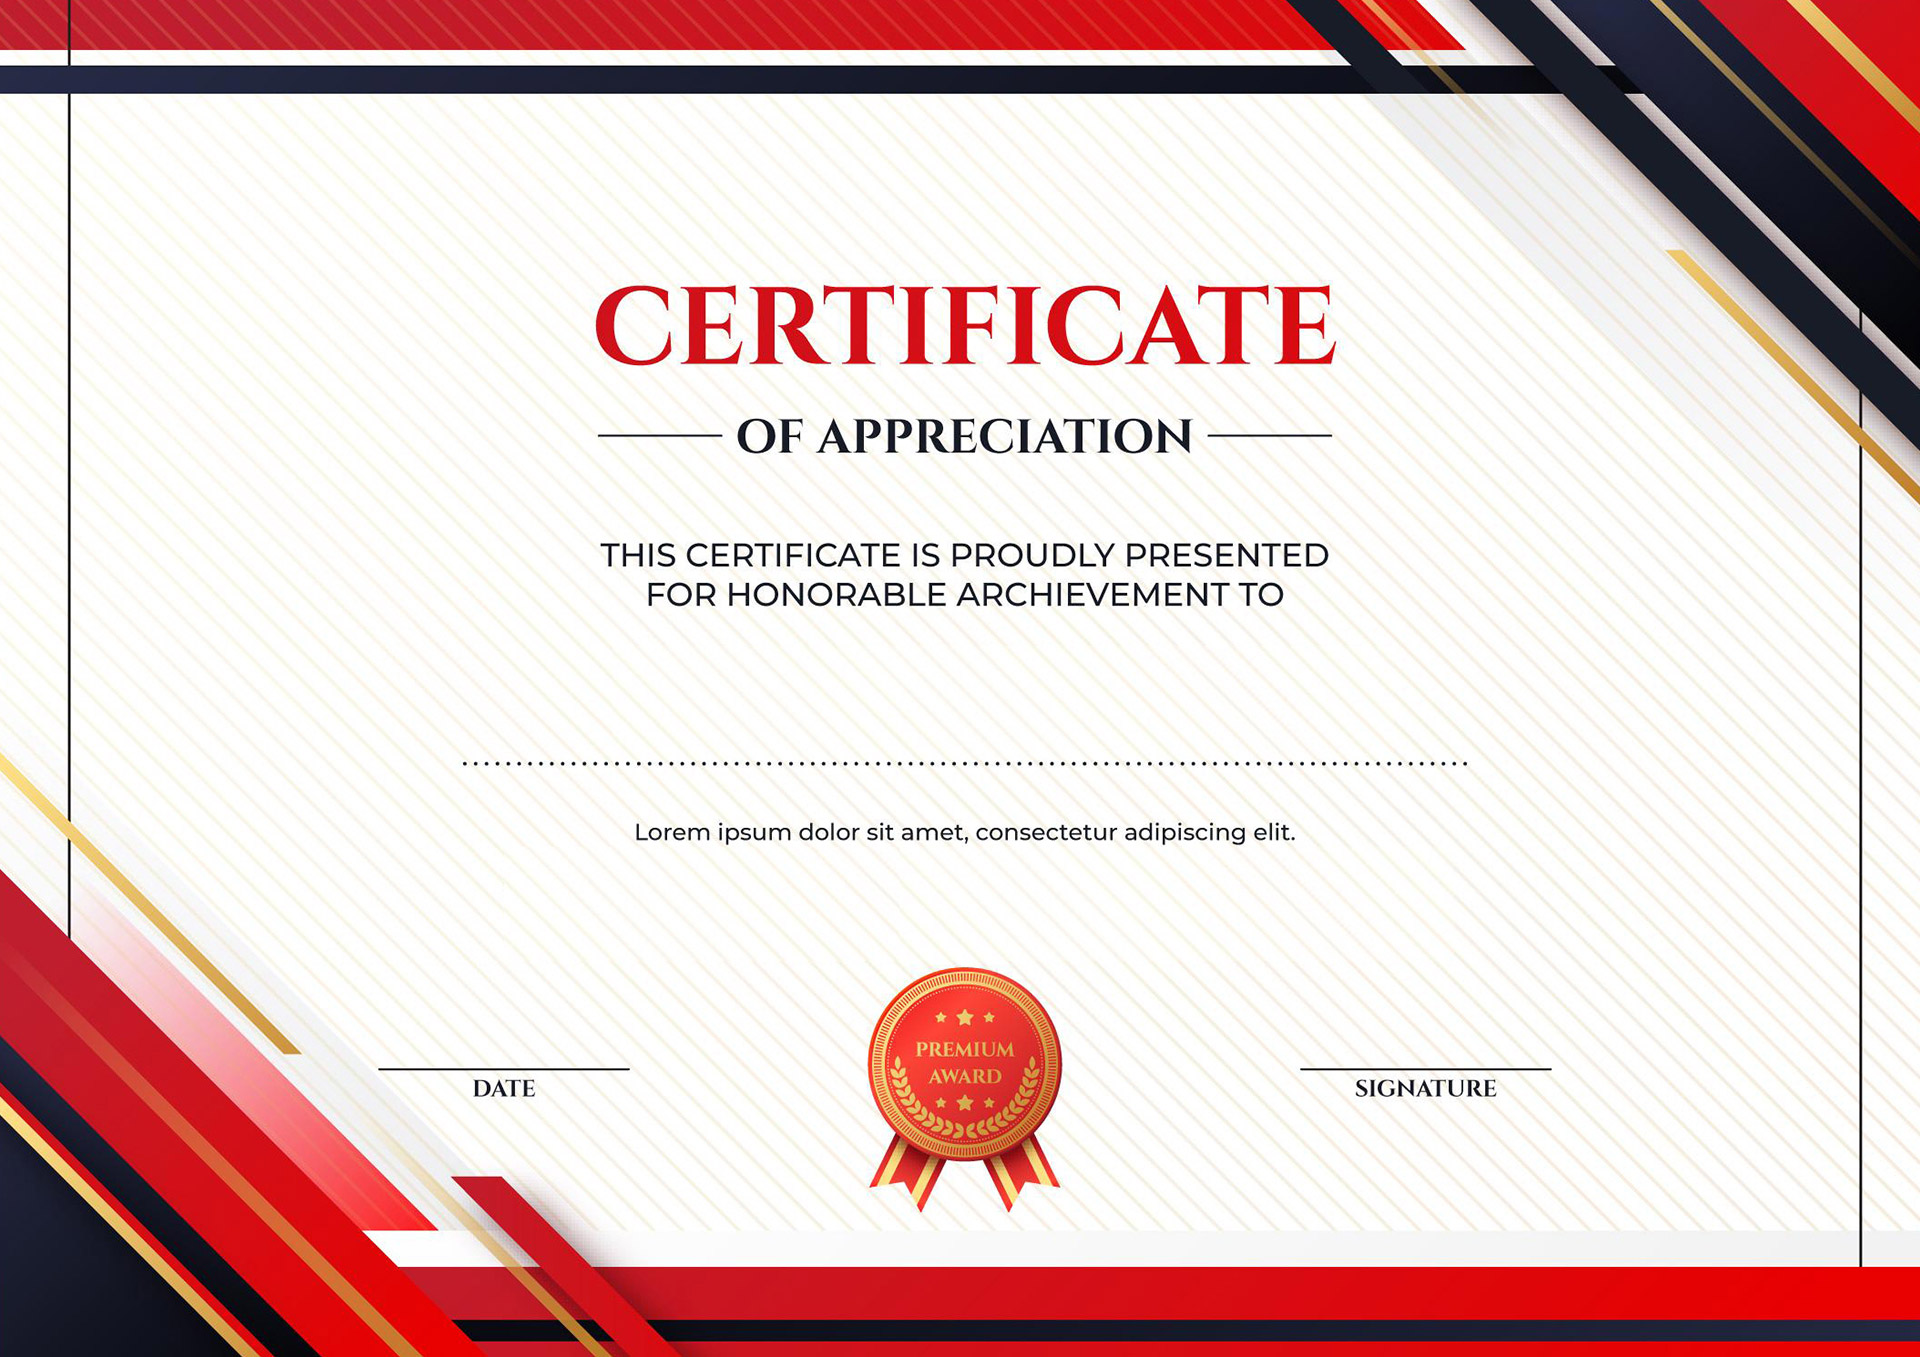 CERTIFICATE
OF APPRECIATION
THIS CERTIFICATE IS PROUDLY PRESENTED
FOR HONORABLE ARCHIEVEMENT TO
Lorem ipsum dolor sit amet, consectetur adipiscing elit.
PREMIUM
AWARD
DATE
SIGNATURE